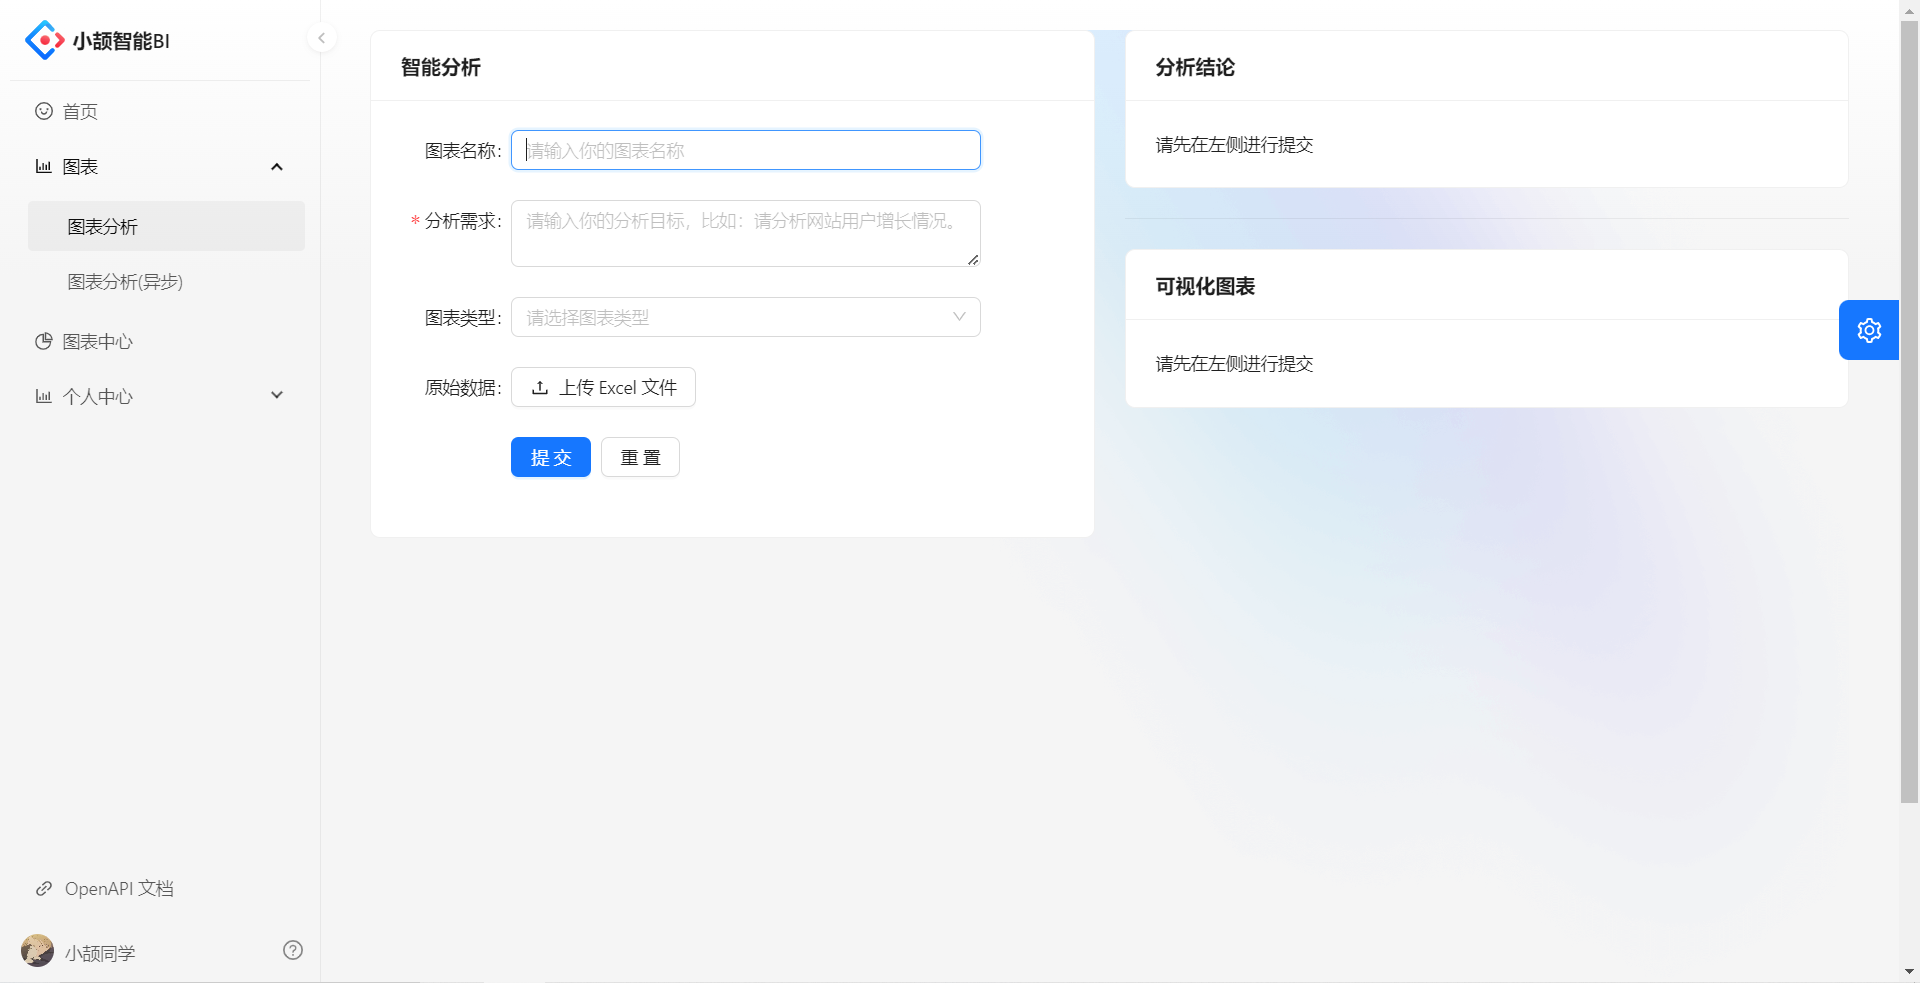 小颉智能BI
首页
图表
图表分析
图表分析(异步)
图表中心
个人中心
OpenAPI 文档
小颉同学
智能分析
图表名称:
请输入你的图表名称
* 分析需求:
请输入你的分析目标，比如：请分析网站用户增长情况。
图表类型:
请选择图表类型
原始数据:
上传 Excel 文件
提 交
重 置
分析结论
请先在左侧进行提交
可视化图表
请先在左侧进行提交